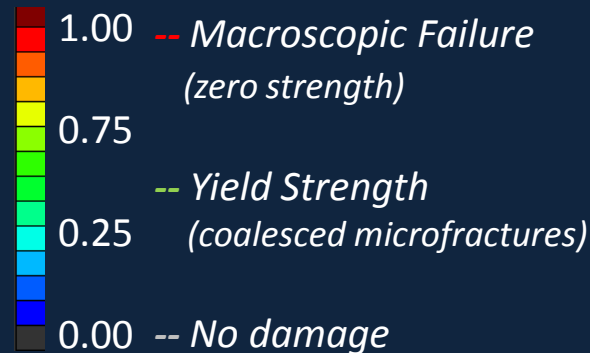 1.00 -- Macroscopic Failure
(zero strength)
0.75
-- Yield Strength
0.25 (coalesced microfractures)
0.00 -- No damage